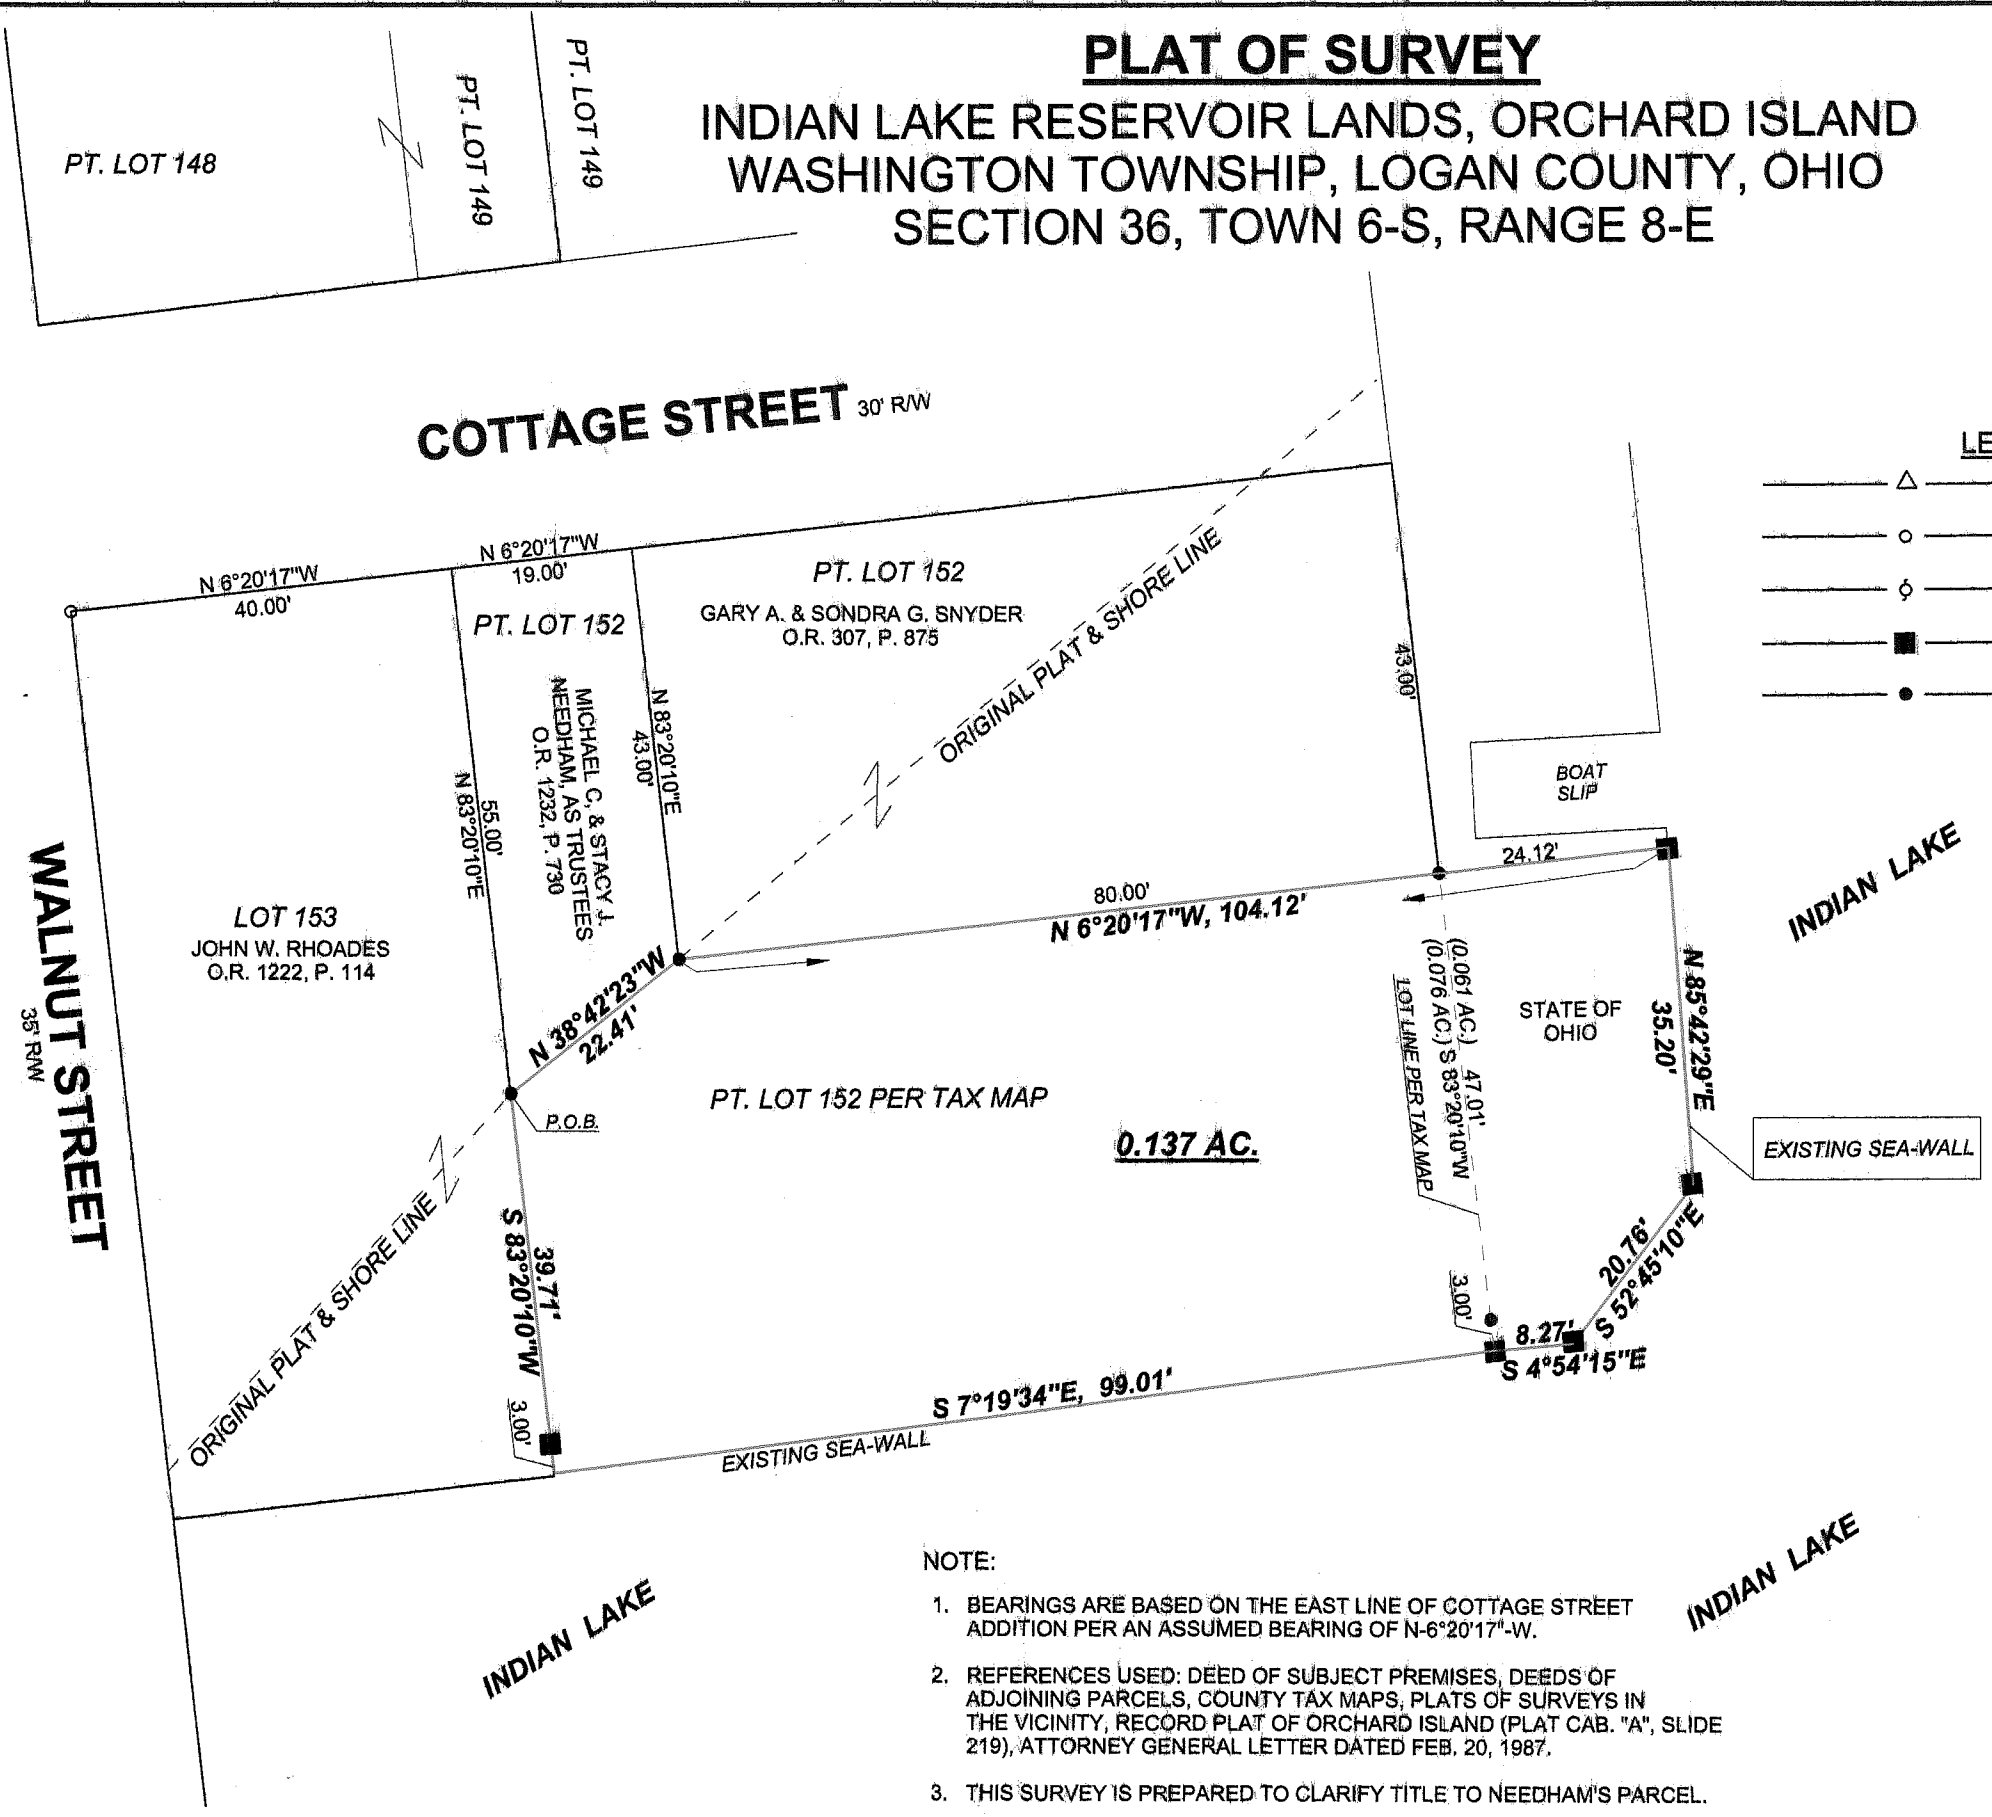 PLAT OF SURVEY
INDIAN LAKE RESERVOIR LANDS, ORCHARD ISLAND
WASHINGTON TOWNSHIP, LOGAN COUNTY, OHIO
SECTION 36, TOWN 6-S, RANGE 8-E
PT. LOT 148
PT. LOT 149
PT. LOT 149
COTTAGE STREET 30' R/W
LE
N 6°20'17"W
40.00'
N 6°20'17"W
19.00'
PT. LOT 152
PT. LOT 152
GARY A. & SONDRA G. SNYDER
O.R. 307, P. 875
ORIGINAL PLAT & SHORE LINE
MICHAEL C. & STACY J.
NEEDHAM, AS TRUSTEES
O.R. 1232, P. 730
N 83°20'10"E
43.00'
55.00'
N 83°20'10"E
43.00'
BOAT
SLIP
24.12'
80.00'
N 6°20'17"W, 104.12'
INDIAN LAKE
WALNUT STREET
35' R/W
LOT 153
JOHN W. RHOADES
O.R. 1222, P. 114
N 38°42'23"W
22.41'
P.O.B.
PT. LOT 152 PER TAX MAP
0.137 AC.
(0.061 AC.) 47.01'
(0.076 AC.) S 83°20'10"W
LOT LINE PER TAX MAP
STATE OF
OHIO
N 85°42'29"E
35.20'
EXISTING SEA-WALL
20.76'
S 52°45'10"E
3.00'
8.27'
S 4°54'15"E
ORIGINAL PLAT & SHORE LINE
39.71'
S 83°20'10"W
3.00'
S 7°19'34"E, 99.01'
EXISTING SEA-WALL
INDIAN LAKE
INDIAN LAKE
NOTE:
1. BEARINGS ARE BASED ON THE EAST LINE OF COTTAGE STREET
ADDITION PER AN ASSUMED BEARING OF N-6°20'17"-W.
2. REFERENCES USED: DEED OF SUBJECT PREMISES, DEEDS OF
ADJOINING PARCELS, COUNTY TAX MAPS, PLATS OF SURVEYS IN
THE VICINITY, RECORD PLAT OF ORCHARD ISLAND (PLAT CAB. "A", SLIDE
219), ATTORNEY GENERAL LETTER DATED FEB. 20, 1987.
3. THIS SURVEY IS PREPARED TO CLARIFY TITLE TO NEEDHAM'S PARCEL.